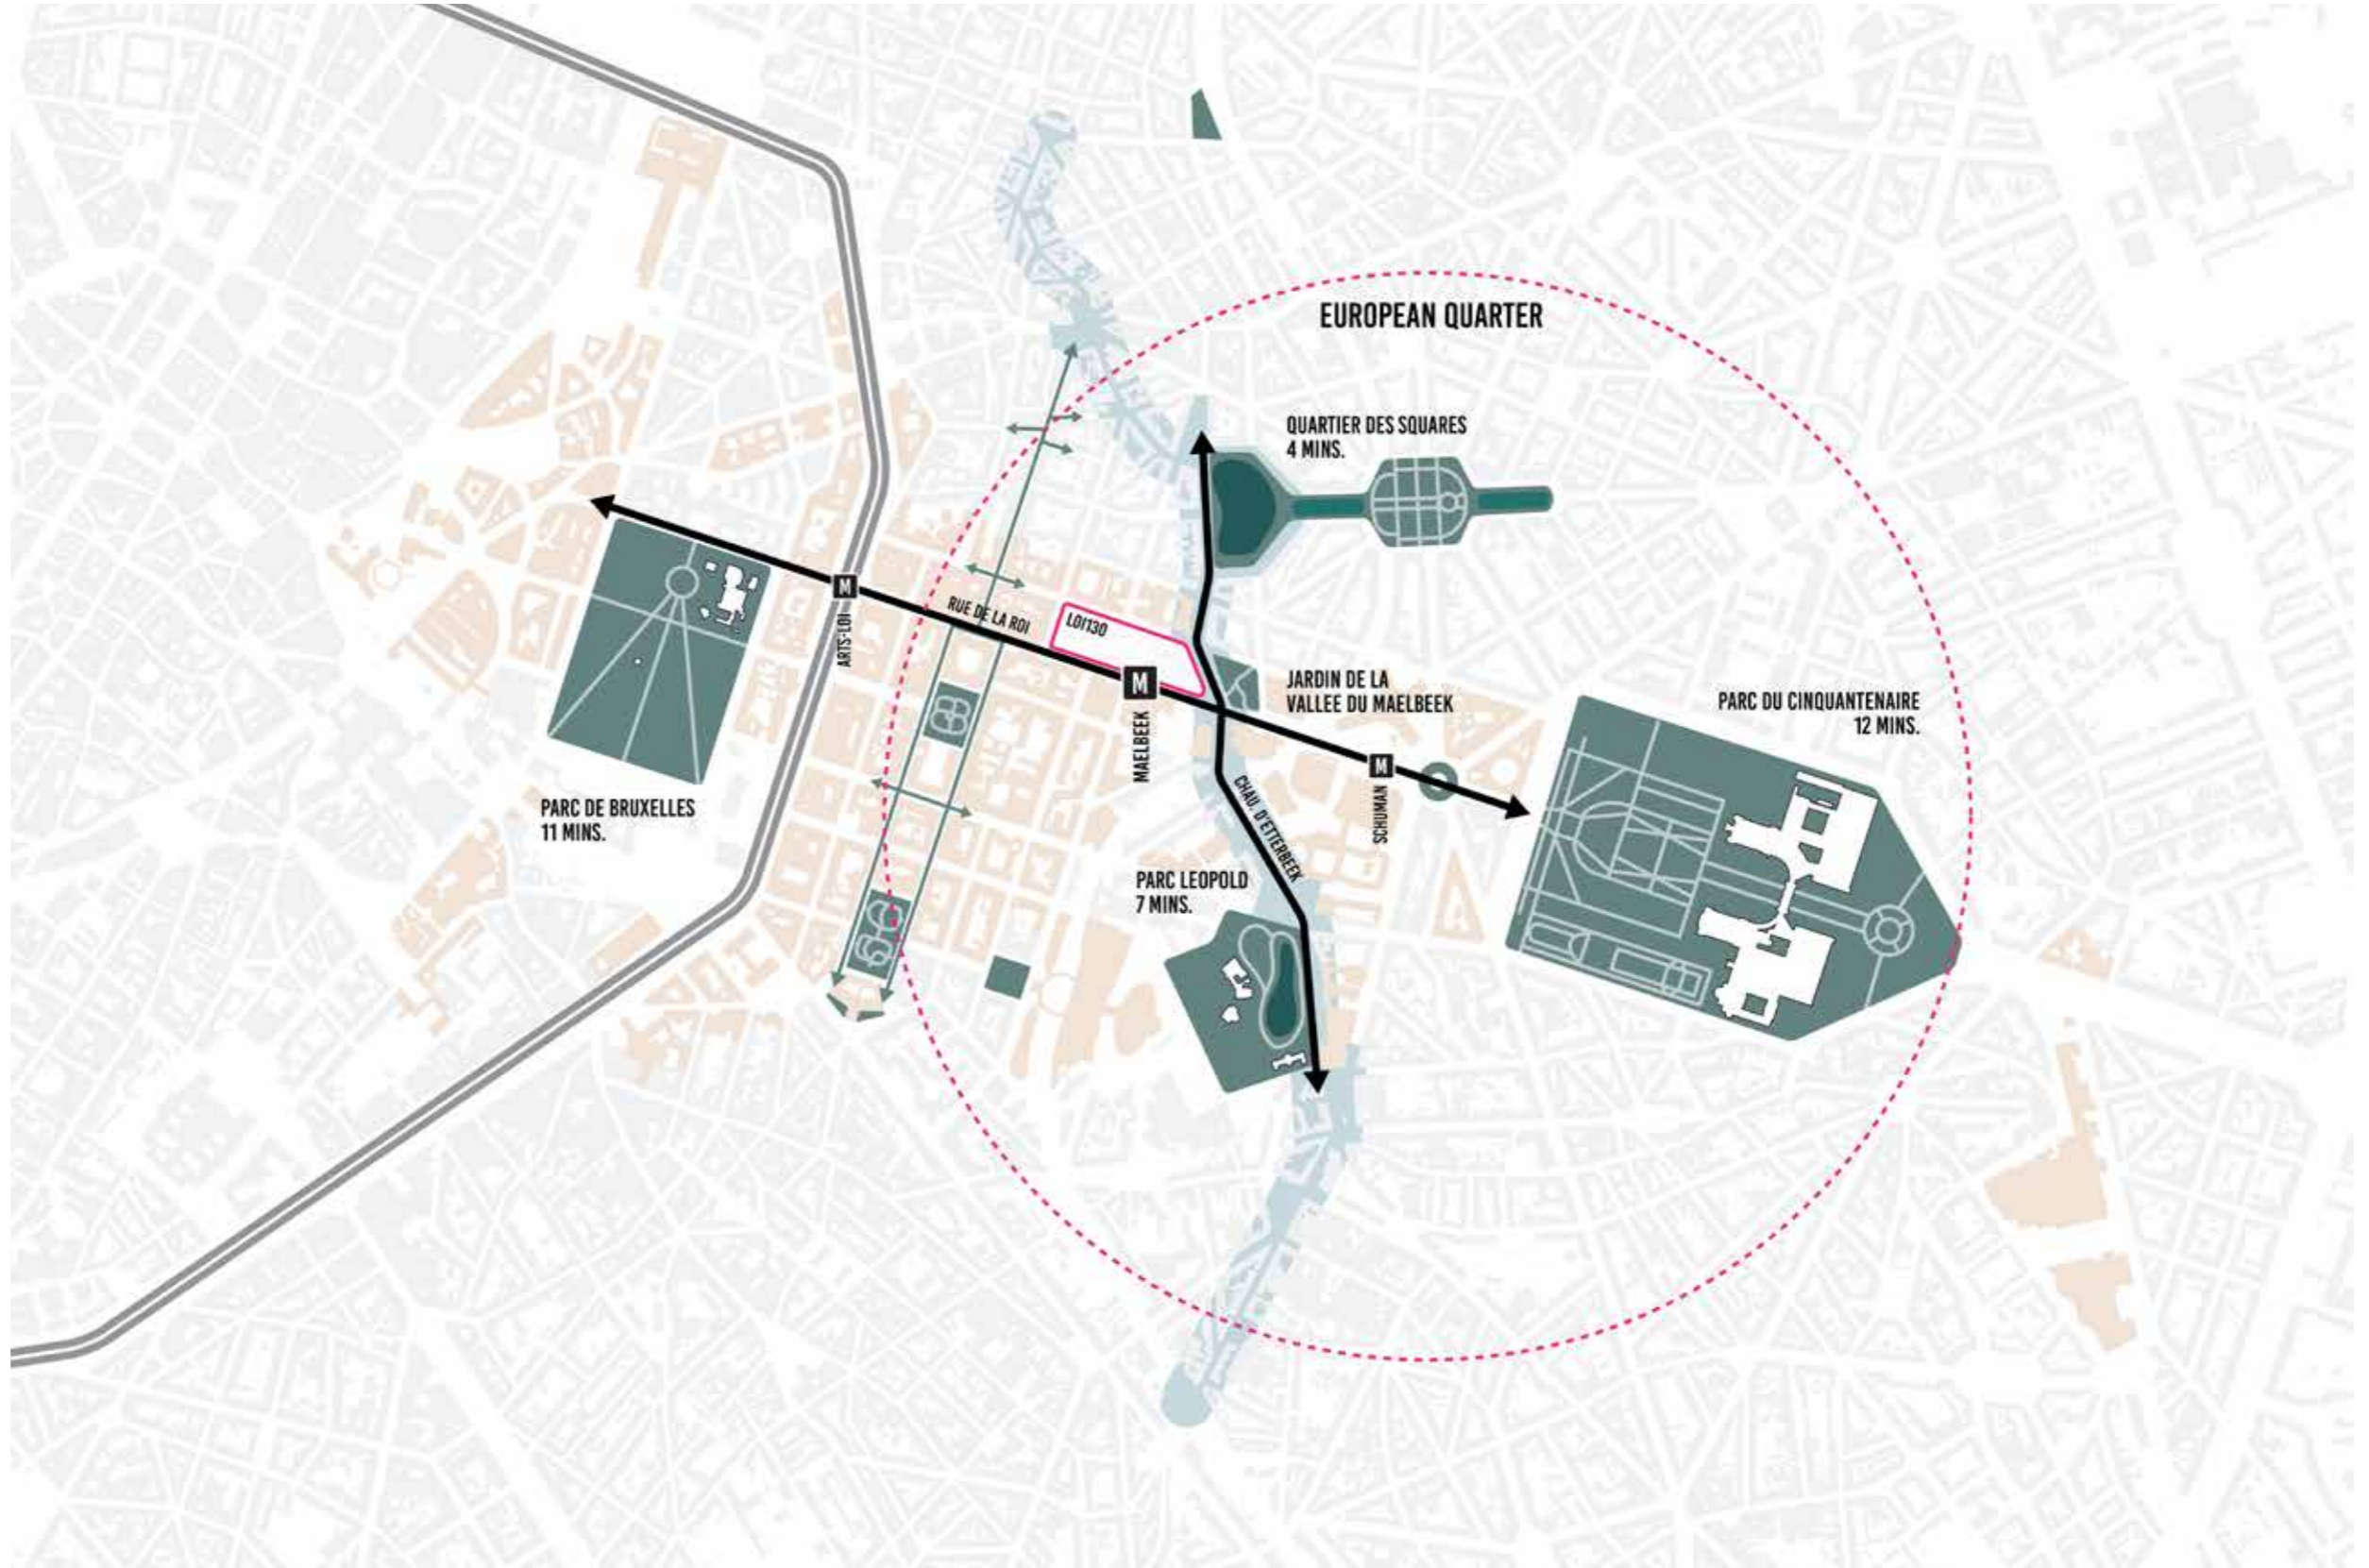 EUROPEAN QUARTER
QUARTIER DES SQUARES
4 MINS.
M
ARTS-LOI
RUE DE LA ROI
LOI130
M
MAELBEEK
JARDIN DE LA
VALLEE DU MAELBEEK
PARC DU CINQUANTENAIRE
12 MINS.
M
SCHUMAN
CHAU. D'ETTERBEEK
PARC DE BRUXELLES
11 MINS.
PARC LEOPOLD
7 MINS.